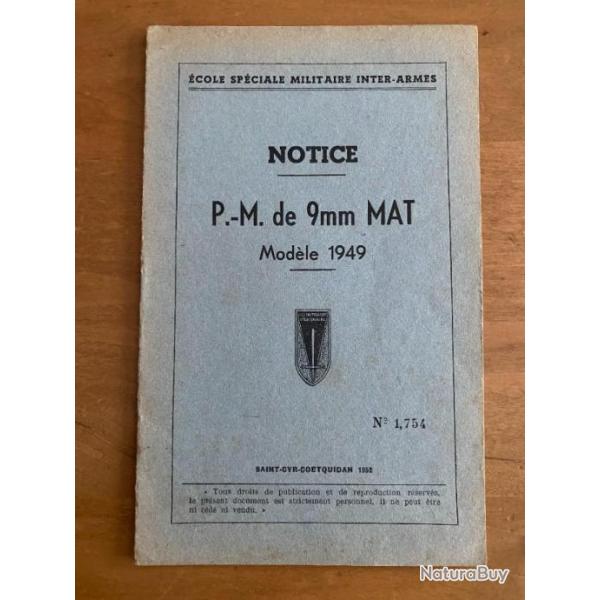 ÉCOLE SPÉCIALE MILITAIRE INTER-ARMES
NOTICE
P.-M. de 9mm MAT
Modèle 1949
Nº 1,754
SAINT-CYR-COETQUIDAN 1952
« Tous droits de publication et de reproduction réservés,
le présent document est strictement personnel, il ne peut être
ni cédé ni vendu. »
NaturaBuy